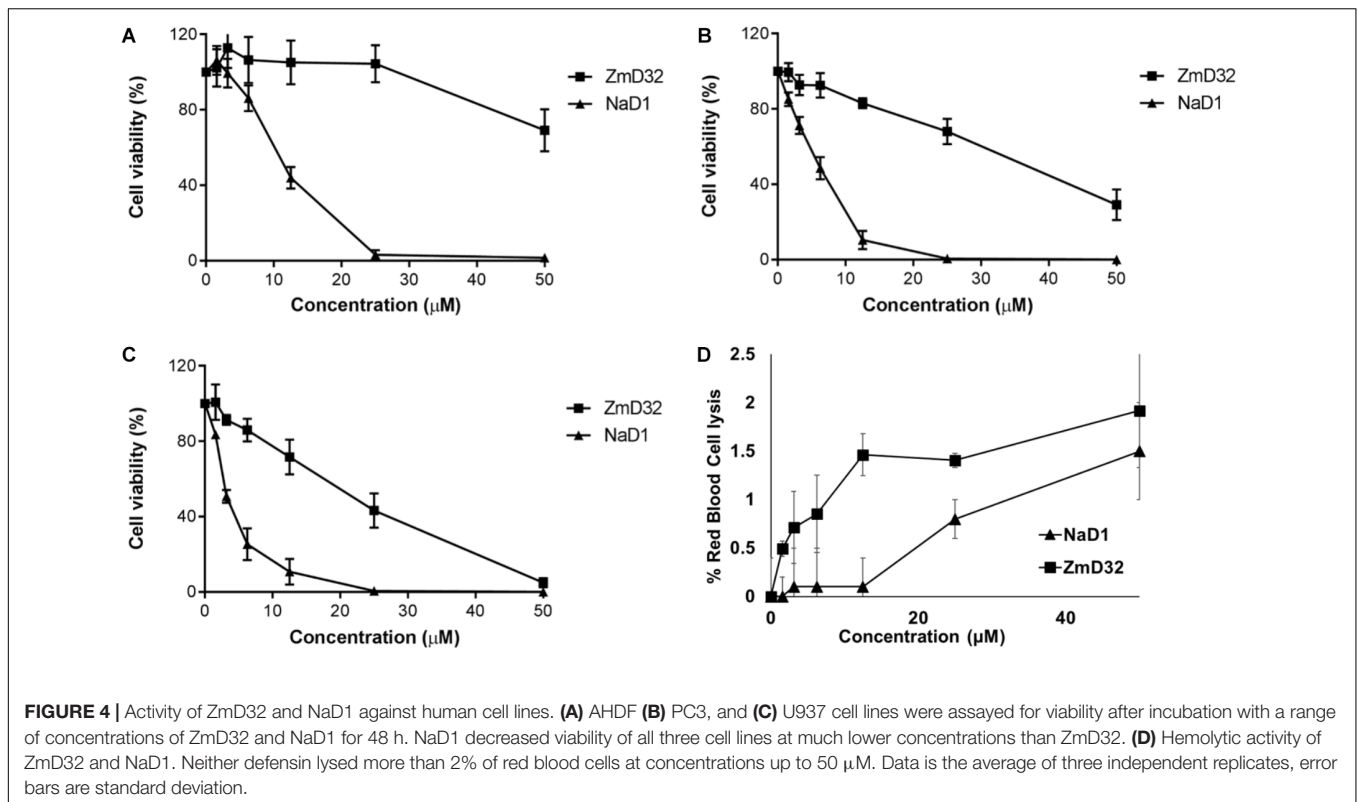 A
120
80
40
0
Cell viability (%)
0 10 20 30 40 50
Concentration (μM)
ZmD32
NaD1
B
120
80
40
0
Cell viability (%)
0 10 20 30 40 50
Concentration (μM)
ZmD32
NaD1
C
120
80
40
0
Cell viability (%)
0 10 20 30 40 50
Concentration (μM)
ZmD32
NaD1
D
2.5
2
1.5
1
0.5
0
% Red Blood Cell lysis
0 20 40
Concentration (μM)
NaD1
ZmD32
FIGURE 4 | Activity of ZmD32 and NaD1 against human cell lines. (A) AHDF (B) PC3, and (C) U937 cell lines were assayed for viability after incubation with a range
of concentrations of ZmD32 and NaD1 for 48 h. NaD1 decreased viability of all three cell lines at much lower concentrations than ZmD32. (D) Hemolytic activity of
ZmD32 and NaD1. Neither defensin lysed more than 2% of red blood cells at concentrations up to 50 μM. Data is the average of three independent replicates, error
bars are standard deviation.